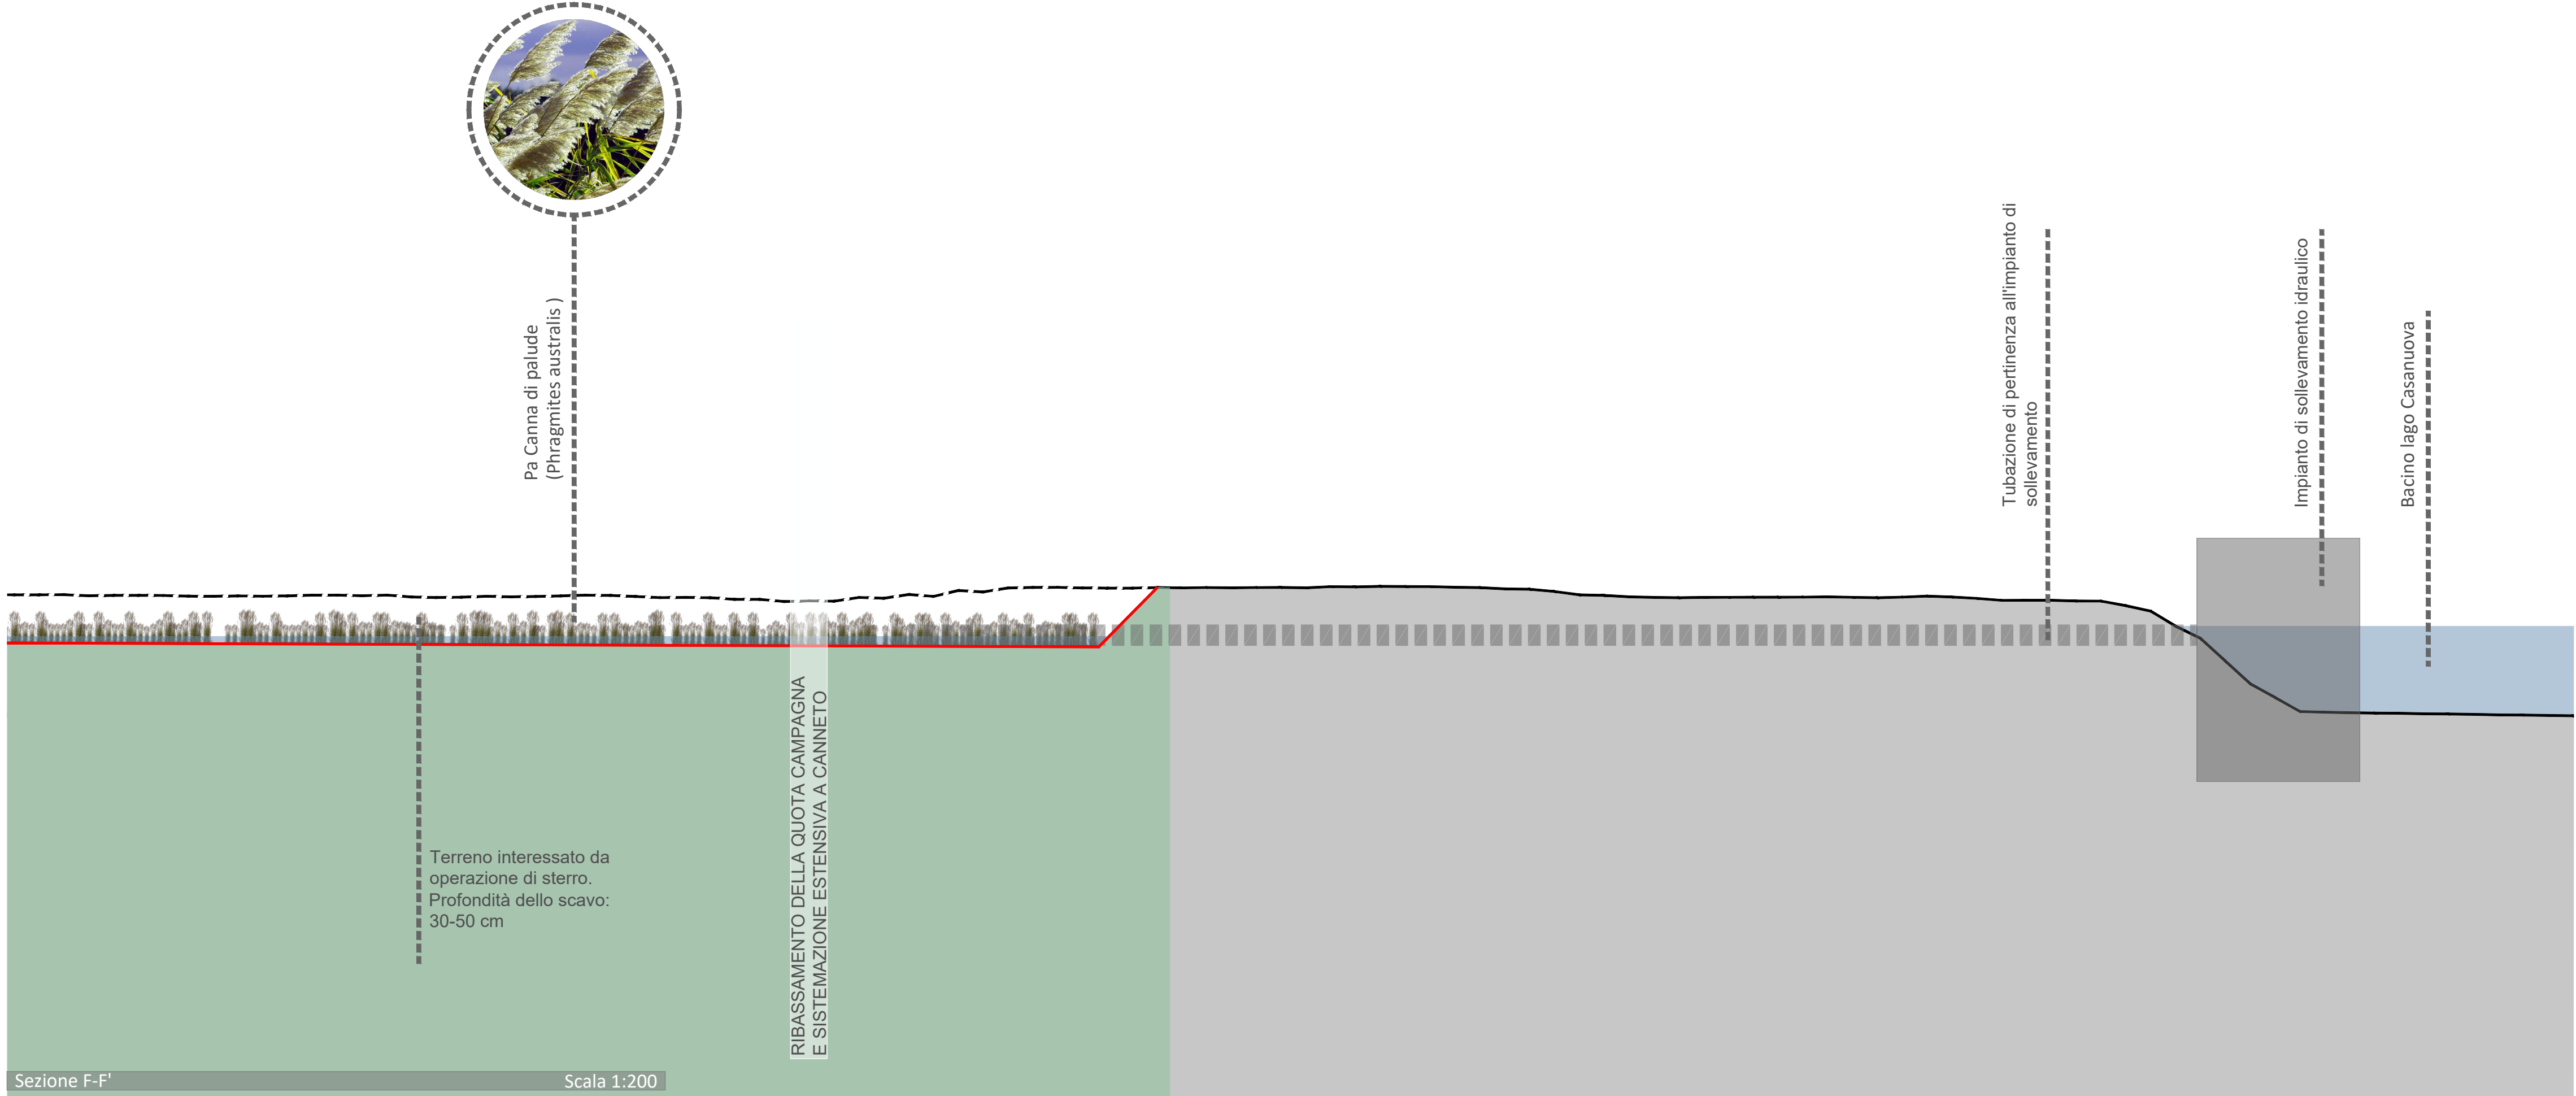 Pa Canna di palude
(Phragmites australis )
Tubazione di pertinenza all'impianto di
sollevamento
Impianto di sollevamento idraulico
Bacino lago Casanuova
Terreno interessato da
operazione di sterro.
Profondità dello scavo:
30-50 cm
RIBASSAMENTO DELLA QUOTA CAMPAGNA
E SISTEMAZIONE ESTENSIVA A CANNETO
Sezione F-F'
Scala 1:200